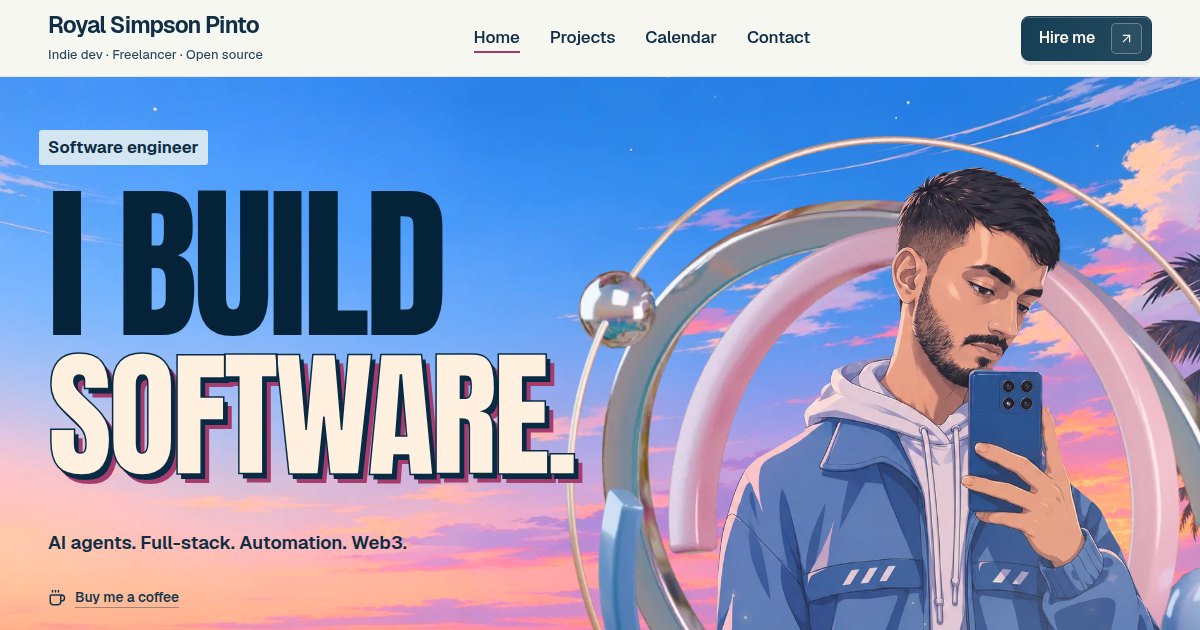 Royal Simpson Pinto
Indie dev · Freelancer · Open source
Home Projects Calendar Contact
Hire me
Software engineer
I BUILD
SOFTWARE.
AI agents. Full-stack. Automation. Web3.
Buy me a coffee